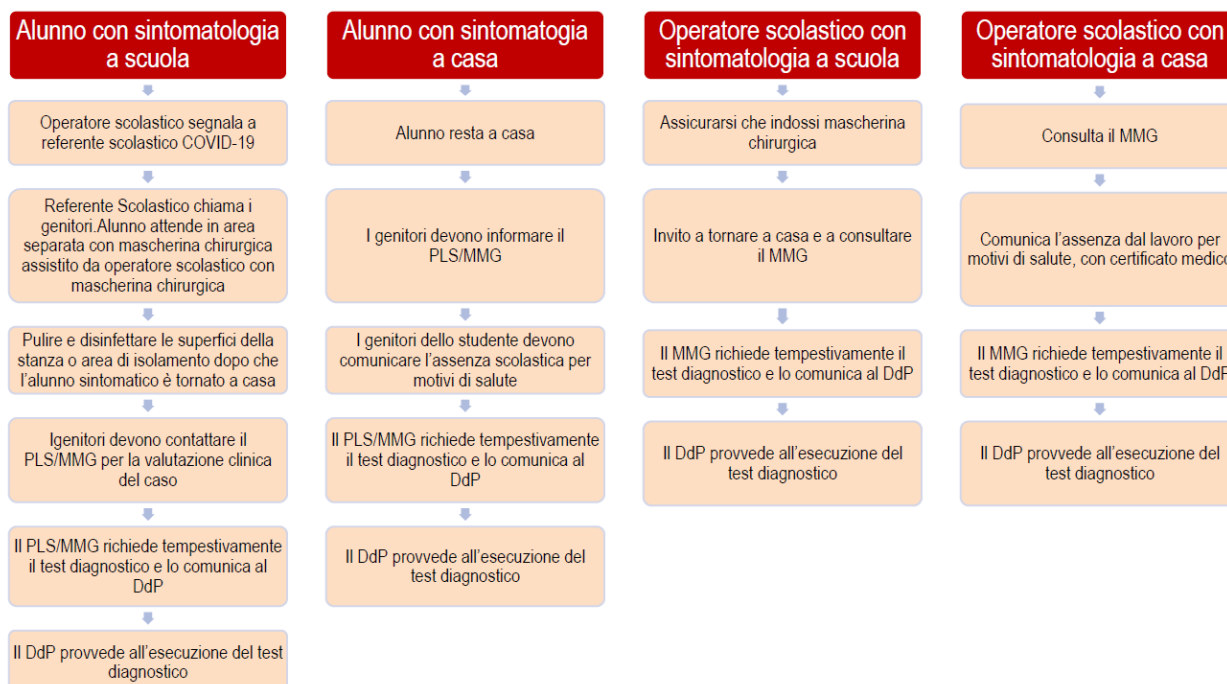 Alunno con sintomatologia
a scuola
Operatore scolastico segnala a
referente scolastico COVID-19
Referente Scolastico chiama i
genitori.Alunno attende in area
separata con mascherina chirurgica
assistito da operatore scolastico con
mascherina chirurgica
Pulire e disinfettare le superfici della
stanza o area di isolamento dopo che
l'alunno sintomatico è tornato a casa
Igenitori devono contattare il
PLS/MMG per la valutazione clinica
del caso
Il PLS/MMG richiede tempestivamente
il test diagnostico e lo comunica al
DdP
Il DdP provvede all'esecuzione del test
diagnostico
Alunno con sintomatogia
a casa
Alunno resta a casa
I genitori devono informare il
PLS/MMG
I genitori dello studente devono
comunicare l'assenza scolastica per
motivi di salute
Il PLS/MMG richiede tempestivamente
il test diagnostico e lo comunica al
DdP
Il DdP provvede all'esecuzione del
test diagnostico
Operatore scolastico con
sintomatologia a scuola
Assicurarsi che indossi mascherina
chirurgica
Invito a tornare a casa e a consultare
il MMG
Il MMG richiede tempestivamente il
test diagnostico e lo comunica al DdP
Il DdP provvede all'esecuzione del
test diagnostico
Operatore scolastico con
sintomatologia a casa
Consulta il MMG
Comunica l'assenza dal lavoro per
motivi di salute, con certificato medico
Il MMG richiede tempestivamente il
test diagnostico e lo comunica al DdP
Il DdP provvede all'esecuzione del
test diagnostico